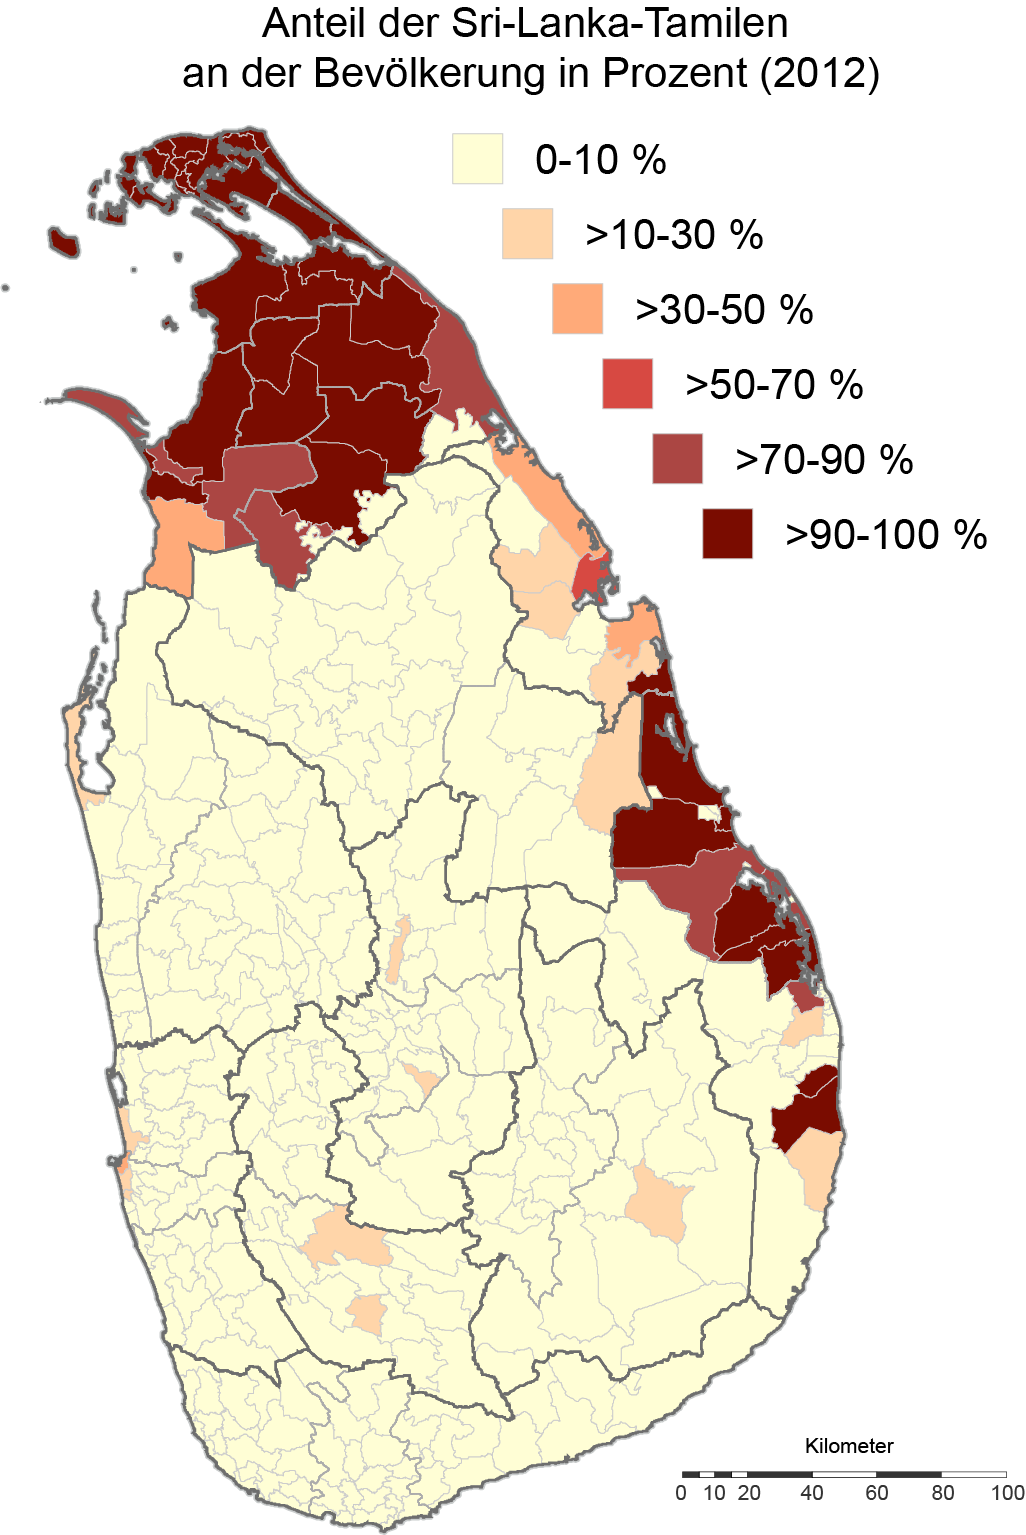 Anteil der Sri-Lanka-Tamilen
an der Bevölkerung in Prozent (2012)
0-10 %
>10-30 %
>30-50 %
>50-70 %
>70-90 %
>90-100 %
Kilometer
0 10 20 40 60 80 100